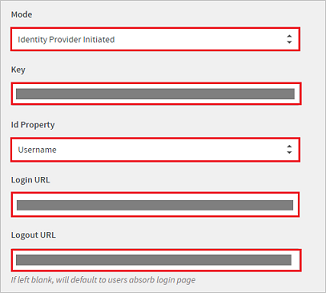 Mode
Identity Provider Initiated
Key
Id Property
Username
Login URL
Logout URL
If left blank, will default to users absorb login page